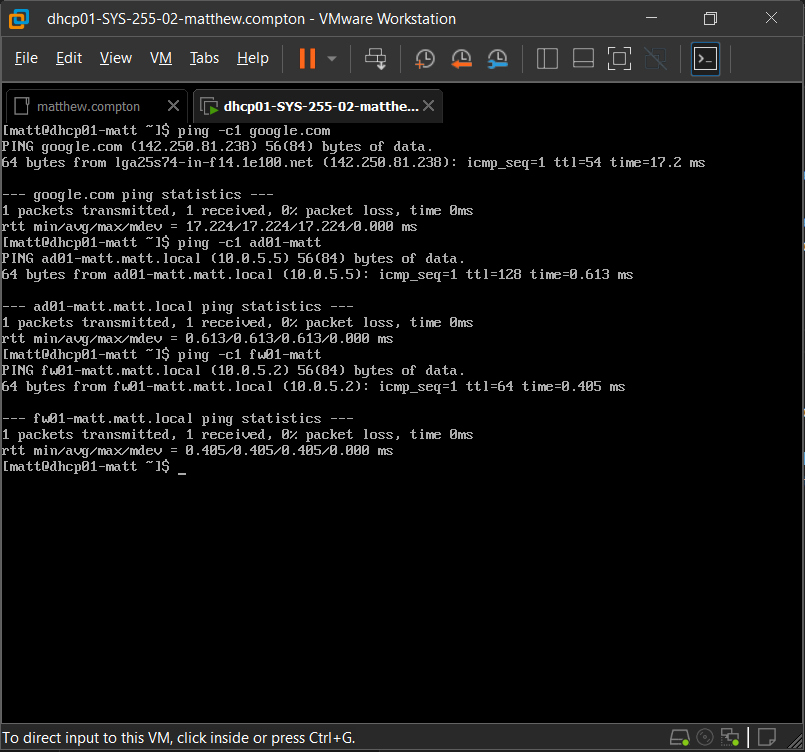 dhcp01-SYS-255-02-matthew.compton - VMware Workstation
File Edit View VM Tabs Help
matthew.compton
dhcp01-SYS-255-02-matthe...
[matt@dhcp01-matt ~]$ ping -c1 google.com
PING google.com (142.250.81.238) 56(84) bytes of data.
64 bytes from lga25s74-in-f14.1e100.net (142.250.81.238): icmp_seq=1 ttl=54 time=17.2 ms
--- google.com ping statistics ---
1 packets transmitted, 1 received, 0% packet loss, time 0ms
rtt min/avg/max/mdev = 17.224/17.224/17.224/0.000 ms
[matt@dhcp01-matt ~]$ ping -c1 ad01-matt
PING ad01-matt.matt.local (10.0.5.5) 56(84) bytes of data.
64 bytes from ad01-matt.matt.local (10.0.5.5): icmp_seq=1 ttl=128 time=0.613 ms
--- ad01-matt.matt.local ping statistics ---
1 packets transmitted, 1 received, 0% packet loss, time 0ms
rtt min/avg/max/mdev = 0.613/0.613/0.613/0.000 ms
[matt@dhcp01-matt ~]$ ping -c1 fw01-matt
PING fw01-matt.matt.local (10.0.5.2) 56(84) bytes of data.
64 bytes from fw01-matt.matt.local (10.0.5.2): icmp_seq=1 ttl=64 time=0.405 ms
--- fw01-matt.matt.local ping statistics ---
1 packets transmitted, 1 received, 0% packet loss, time 0ms
rtt min/avg/max/mdev = 0.405/0.405/0.405/0.000 ms
[matt@dhcp01-matt ~]$ _
To direct input to this VM, click inside or press Ctrl+G.